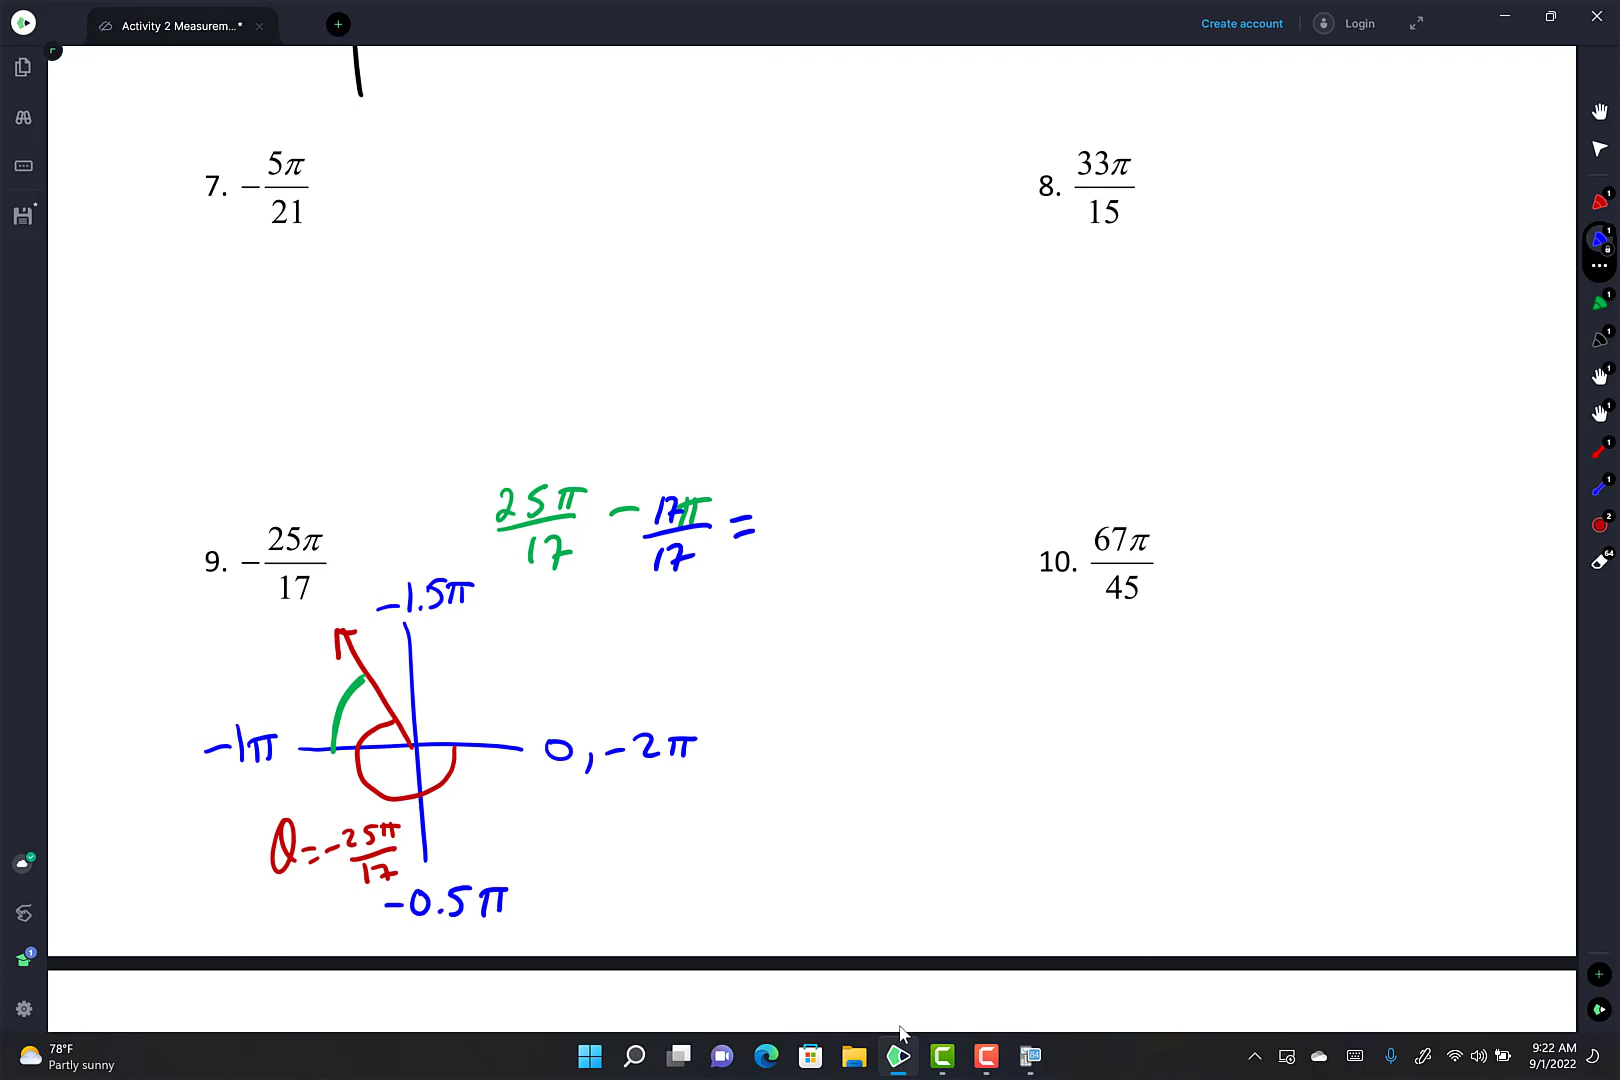 Activity 2 Measurem...*
Create account
Login
7. -5π/21
8. 33π/15
25π/17 - 17π/17 =
9. -25π/17
10. 67π/45
-1.5π
-1π
0, -2π
θ = -25π/17
-0.5π
78°F
Partly sunny
9:22 AM
9/1/2022